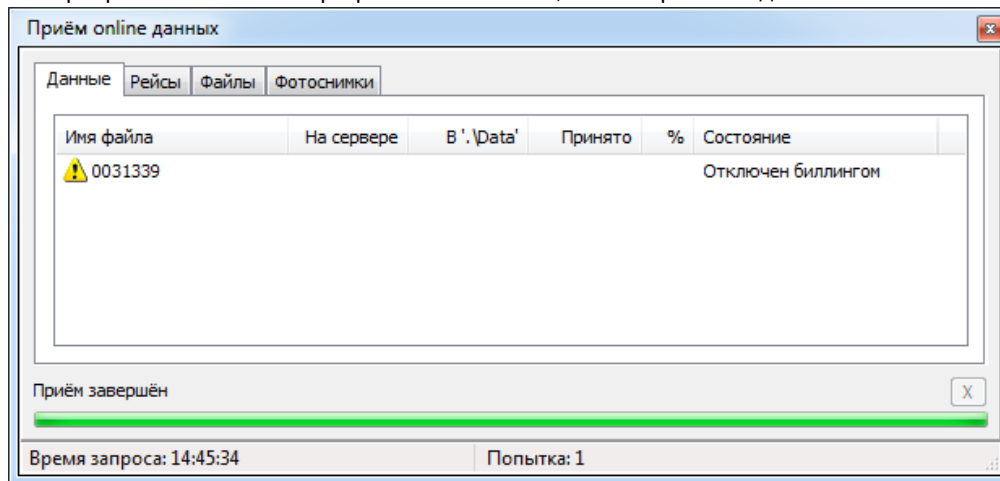 Приём online данных
Данные Рейсы Файлы Фотоснимки
Имя файла На сервере В '.\Data' Принято % Состояние
0031339 Отключен биллингом
Приём завершён X
Время запроса: 14:45:34 Попытка: 1